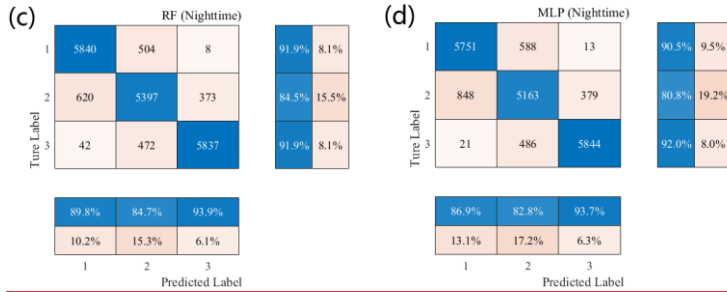 (c)
RF (Nighttime)
Ture Label
1 5840 504 8 91.9% 8.1%
2 620 5397 373 84.5% 15.5%
3 42 472 5837 91.9% 8.1%
89.8% 84.7% 93.9%
10.2% 15.3% 6.1%
1 2 3
Predicted Label
(d)
MLP (Nighttime)
Ture Label
1 5751 588 13 90.5% 9.5%
2 848 5163 379 80.8% 19.2%
3 21 486 5844 92.0% 8.0%
86.9% 82.8% 93.7%
13.1% 17.2% 6.3%
1 2 3
Predicted Label